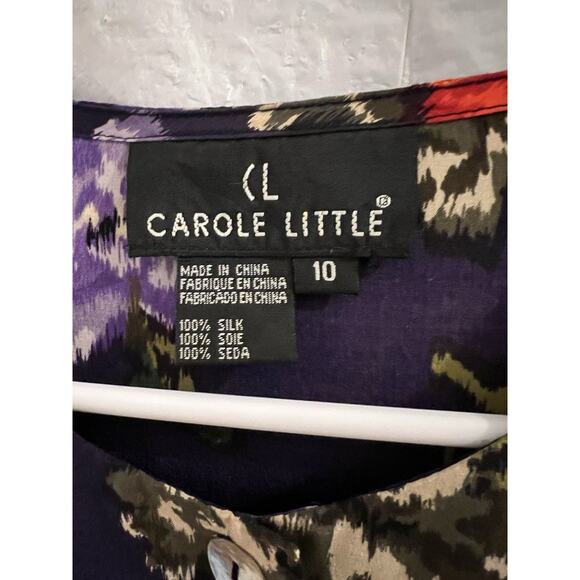 CL
CAROLE LITTLE®
MADE IN CHINA
FABRIQUE EN CHINA
FABRICADO EN CHINA
100% SILK
100% SOIE
100% SEDA
10